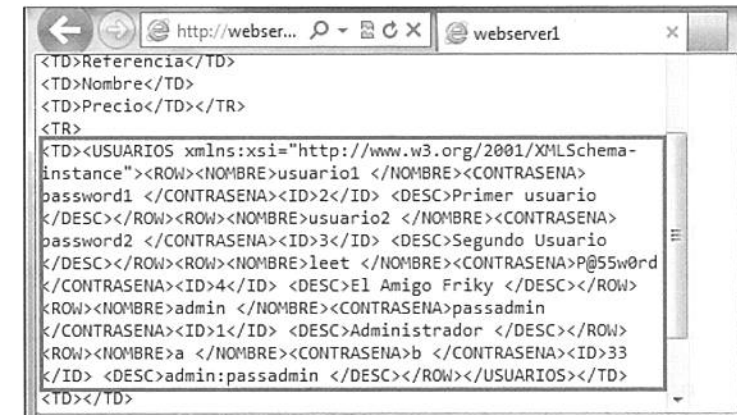 http://webser... webserver1
<TD>Referencia</TD>
<TD>Nombre</TD>
<TD>Precio</TD></TR>
<TR>
<TD><USUARIOS xmlns:xsi="http://www.w3.org/2001/XMLSchema-
instance"><ROW><NOMBRE>usuario1 </NOMBRE><CONTRASENA>
password1 </CONTRASENA><ID>2</ID> <DESC>Primer usuario
</DESC></ROW><ROW><NOMBRE>usuario2 </NOMBRE><CONTRASENA>
password2 </CONTRASENA><ID>3</ID> <DESC>Segundo Usuario
</DESC></ROW><ROW><NOMBRE>leet </NOMBRE><CONTRASENA>P@55w0rd
</CONTRASENA><ID>4</ID> <DESC>El Amigo Friky </DESC></ROW>
<ROW><NOMBRE>admin </NOMBRE><CONTRASENA>passadmin
</CONTRASENA><ID>1</ID> <DESC>Administrador </DESC></ROW>
<ROW><NOMBRE>a </NOMBRE><CONTRASENA>b </CONTRASENA><ID>33
</ID> <DESC>admin:passadmin </DESC></ROW></USUARIOS></TD>
<TD></TD>